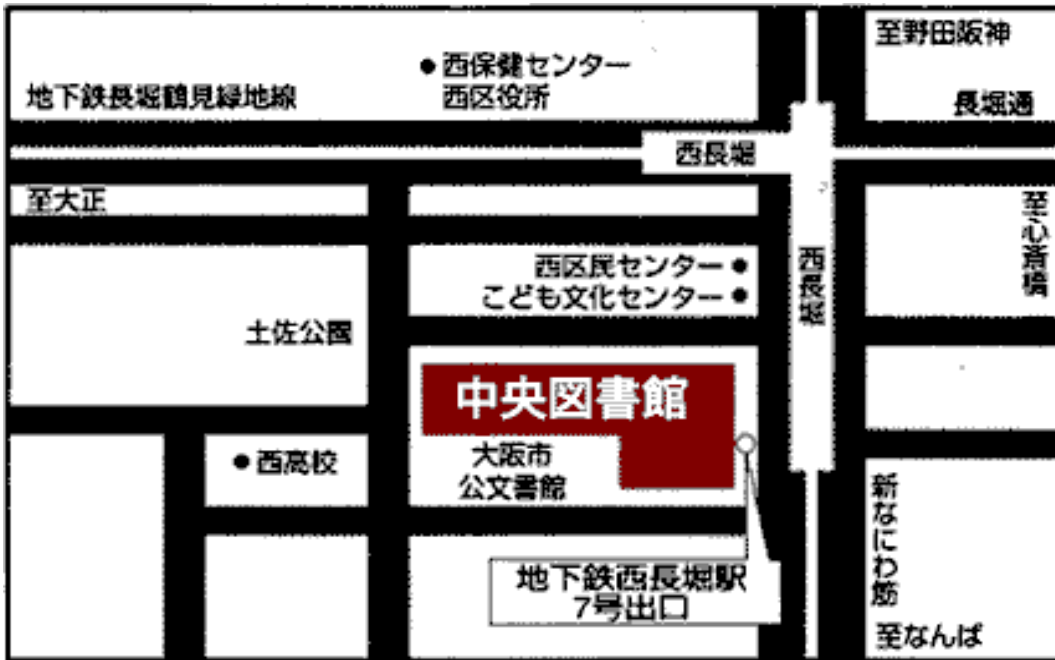 至野田阪神
西保健センター
西区役所
地下鉄長堀鶴見緑地線
長堀通
西長堀
至大正
至心斎橋
西区民センター
こども文化センター
西長堀
土佐公園
中央図書館
西高校
大阪市
公文書館
新なにわ筋
地下鉄西長堀駅
7号出口
至なんば